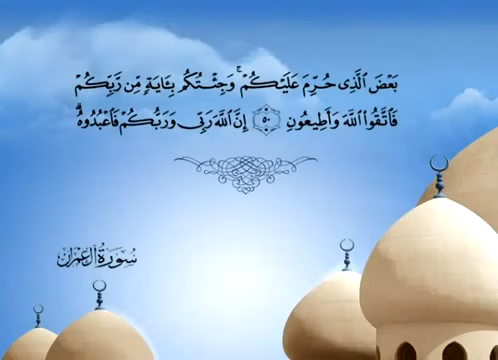 بَعْضَ ٱلَّذِى حُرِّمَ عَلَيْكُمْ ۚ وَجِئْتُكُم بِـَٔايَةٍ مِّن رَّبِّكُمْ
فَٱتَّقُوا۟ ٱللَّهَ وَأَطِيعُونِ ۝٥٠ إِنَّ ٱللَّهَ رَبِّى وَرَبُّكُمْ فَٱعْبُدُوهُ ۗ
سُورَةُ آلِ عِمْرَان